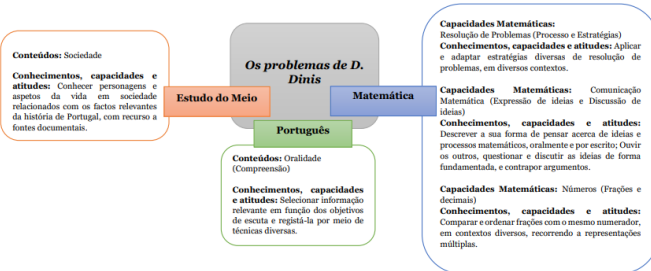 Os problemas de D.
Dinis
Estudo do Meio
Conteúdos: Sociedade
Conhecimentos, capacidades e
atitudes: Conhecer personagens e
aspetos da vida em sociedade
relacionados com os factos relevantes
da história de Portugal, com recurso a
fontes documentais.
Português
Conteúdos: Oralidade
(Compreensão)
Conhecimentos, capacidades
e atitudes: Selecionar informação
relevante em função dos objetivos
de escuta e registá-la por meio de
técnicas diversas.
Matemática
Capacidades Matemáticas:
Resolução de Problemas (Processo e Estratégias)
Conhecimentos, capacidades e atitudes: Aplicar
e adaptar estratégias diversas de resolução de
problemas, em diversos contextos.
Capacidades Matemáticas: Comunicação
Matemática (Expressão de ideias e Discussão de
ideias)
Conhecimentos, capacidades e atitudes:
Descrever a sua forma de pensar acerca de ideias e
processos matemáticos, oralmente e por escrito; Ouvir
os outros, questionar e discutir as ideias de forma
fundamentada, e contrapor argumentos.
Capacidades Matemáticas: Números (Frações e
decimais)
Conhecimentos, capacidades e atitudes:
Comparar e ordenar frações com o mesmo numerador,
em contextos diversos, recorrendo a representações
múltiplas.